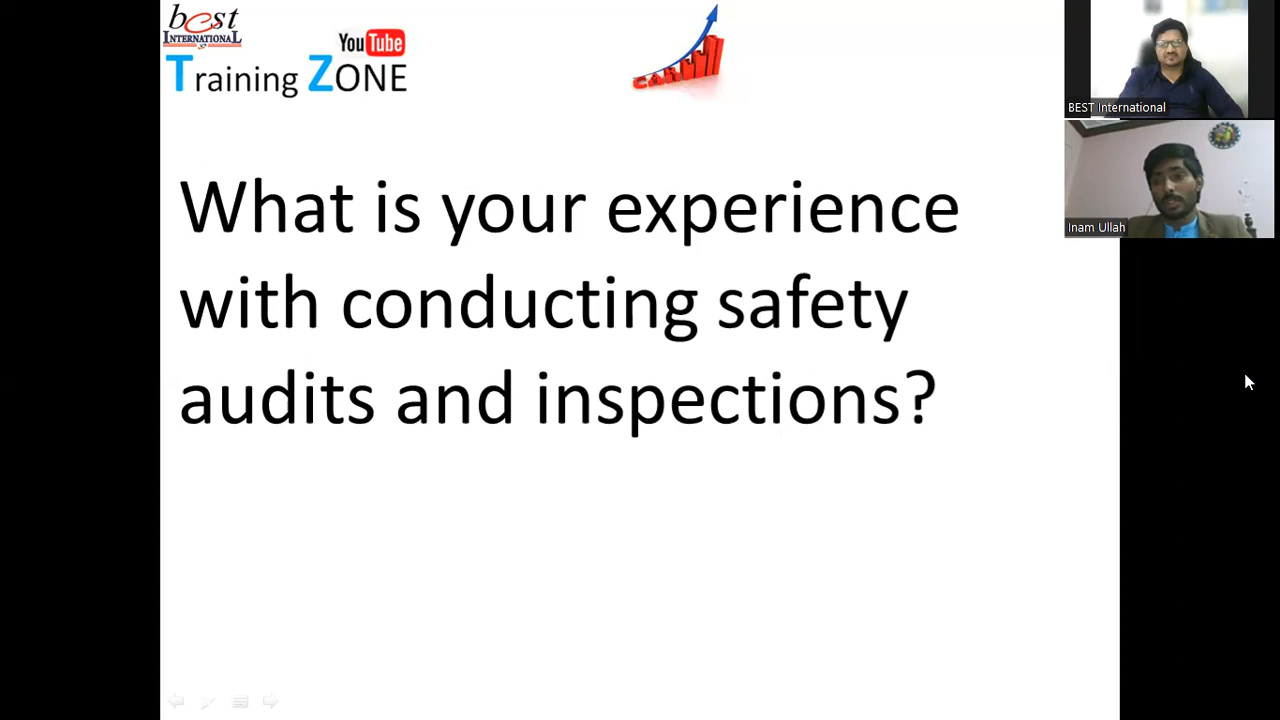 best
INTERNATIONAL
YouTube
Training ZONE
BEST International
Inam Ullah
What is your experience
with conducting safety
audits and inspections?